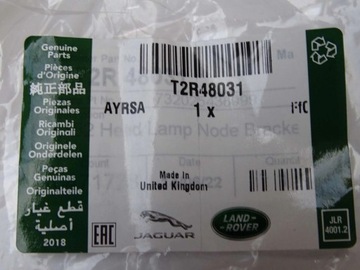 Genuine
Parts
Pièces
d'Origine
純正部品
Piezas
Originales
Ricambi
Originali
Originele
Onderdelen
Peças
Genuínas
Originalteile
قطع غيار
أصلية
2018
T2R48031
AYRSA
1 x
Head Lamp Node Bracke
Made in
United Kingdom
EAC
JAGUAR
LAND-
ROVER
JLR
4001.2